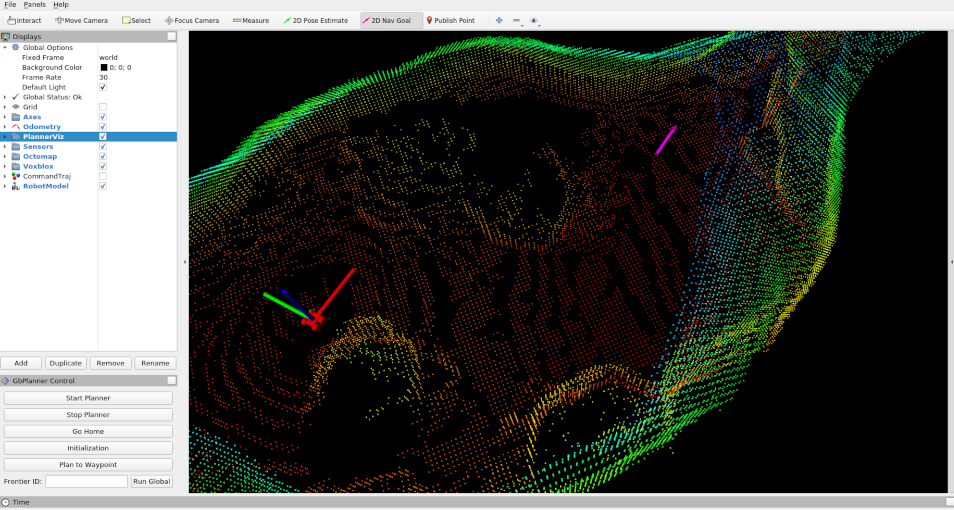 File Panels Help
Interact Move Camera Select Focus Camera Measure 2D Pose Estimate 2D Nav Goal Publish Point
Displays
Global Options
Fixed Frame world
Background Color 0; 0; 0
Frame Rate 30
Default Light
Global Status: Ok
Grid
Axes
Odometry
PlannerViz
Sensors
Octomap
Voxblox
CommandTraj
RobotModel
Add Duplicate Remove Rename
GbPlanner Control
Start Planner
Stop Planner
Go Home
Initialization
Plan to Waypoint
Frontier ID: Run Global
Time